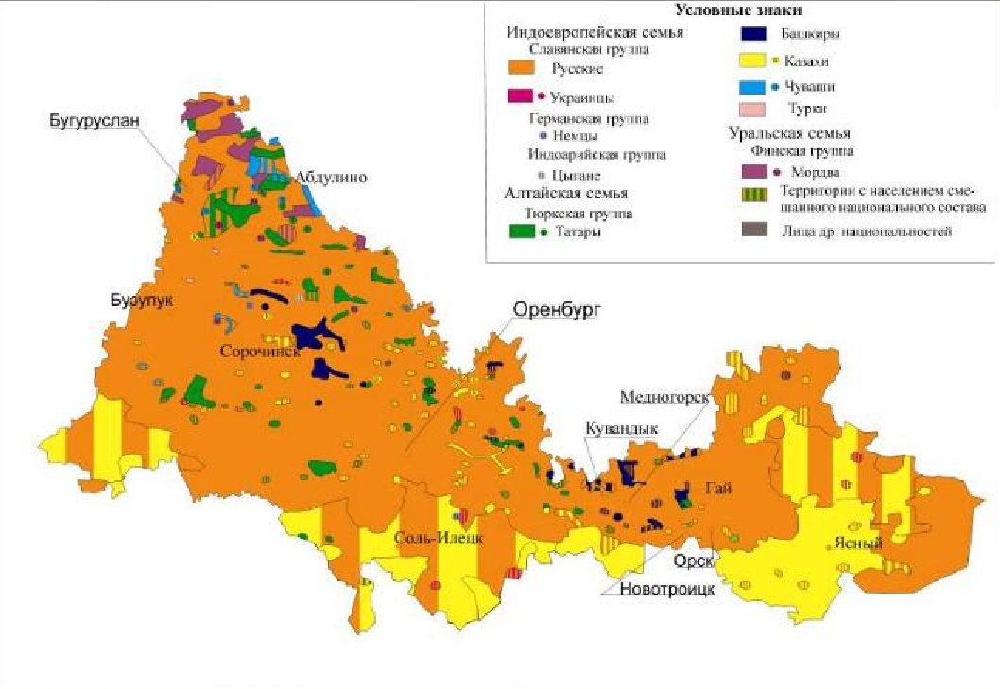 Условные знаки
Индоевропейская семья
Славянская группа
Русские
Украинцы
Германская группа
Немцы
Индоарийская группа
Цыгане
Алтайская семья
Тюркская группа
Татары
Башкиры
Казахи
Чуваши
Турки
Уральская семья
Финская группа
Мордва
Территории с населением сме-
шанного национального состава
Лица др. национальностей
Бугуруслан
Абдулино
Бузулук
Оренбург
Сорочинск
Медногорск
Кувандык
Гай
Соль-Илецк
Ясный
Орск
Новотроицк